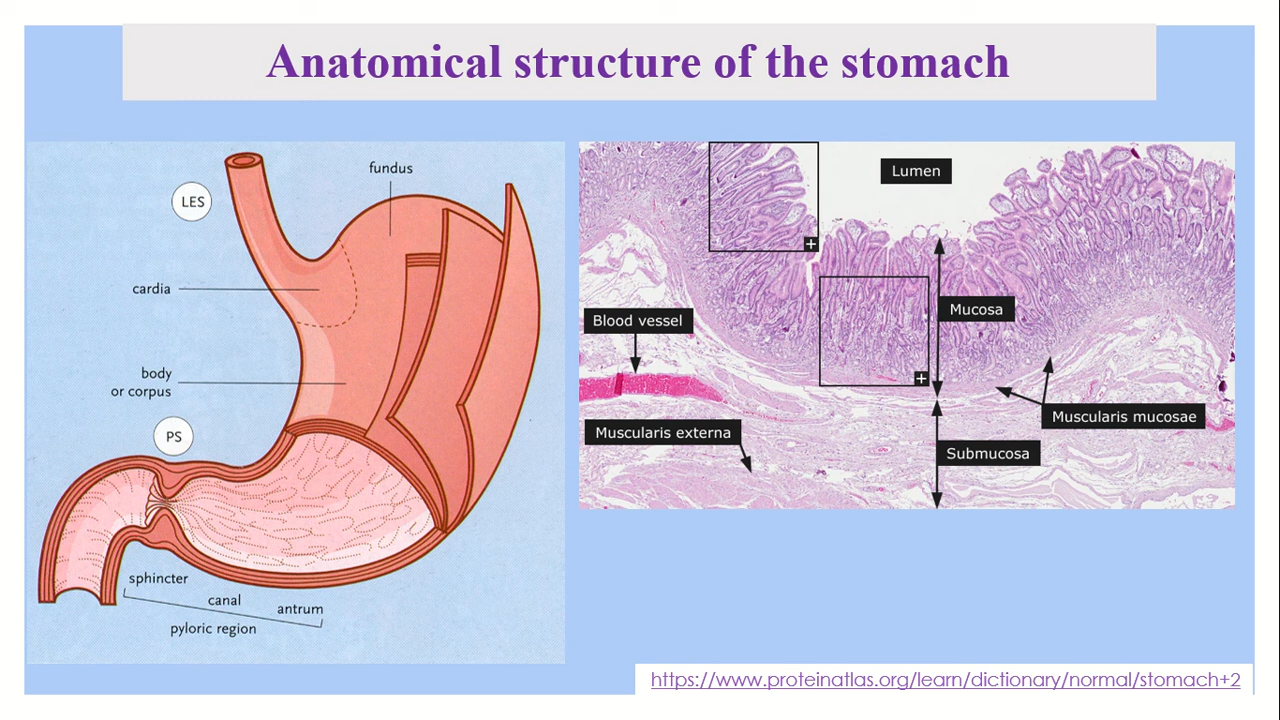 Anatomical structure of the stomach
LES
fundus
cardia
body
or corpus
PS
sphincter
canal
antrum
pyloric region
Lumen
Mucosa
Blood vessel
Muscularis mucosae
Muscularis externa
Submucosa
https://www.proteinatlas.org/learn/dictionary/normal/stomach+2